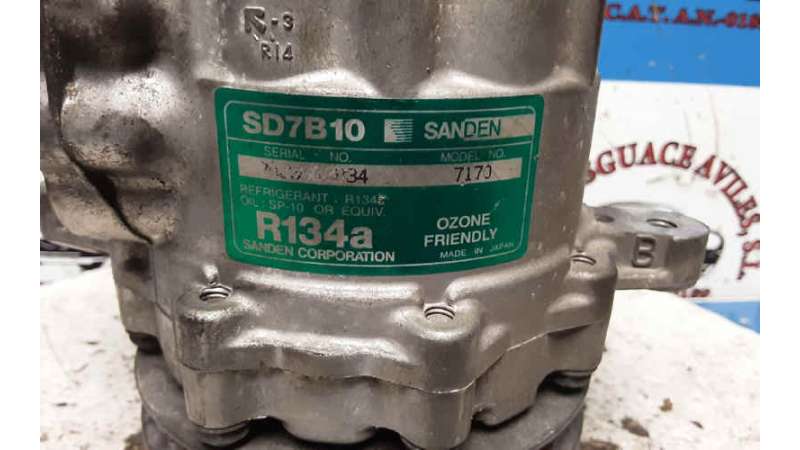 R-3
R14
SD7B10 SANDEN
SERIAL NO. MODEL NO.
7170
REFRIGERANT : R134a
OIL : SP-10 OR EQUIV.
R134a OZONE
FRIENDLY
SANDEN CORPORATION MADE IN JAPAN
B
C.A.T. A.N.-018
AVILES, S.L.